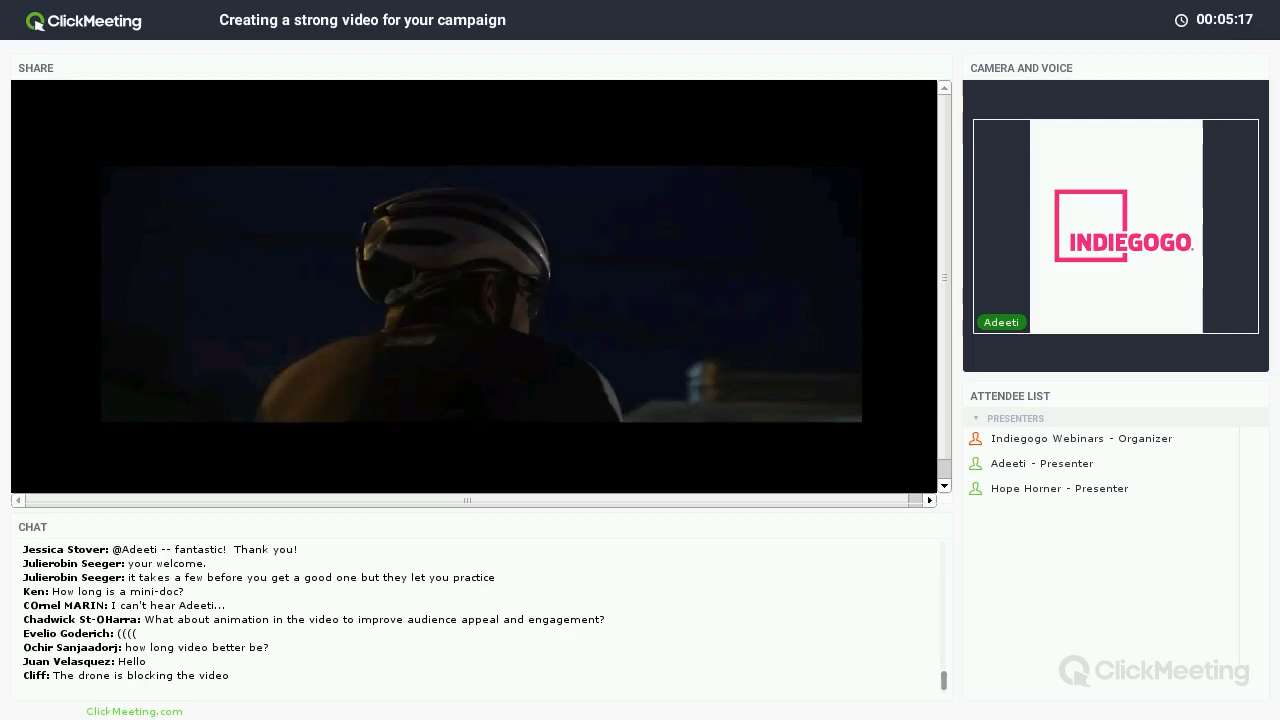 ClickMeeting
Creating a strong video for your campaign
00:05:17
SHARE
CAMERA AND VOICE
INDIEGOGO.
Adeeti
ATTENDEE LIST
PRESENTERS
Indiegogo Webinars - Organizer
Adeeti - Presenter
Hope Horner - Presenter
CHAT
Jessica Stover: @Adeeti -- fantastic!  Thank you!
Julierobin Seeger: your welcome.
Julierobin Seeger: it takes a few before you get a good one but they let you practice
Ken: How long is a mini-doc?
COrnel MARIN: I can't hear Adeeti...
Chadwick St-OHarra: What about animation in the video to improve audience appeal and engagement?
Evelio Goderich: ((((
Ochir Sanjaadorj: how long video better be?
Juan Velasquez: Hello
Cliff: The drone is blocking the video
ClickMeeting
ClickMeeting.com